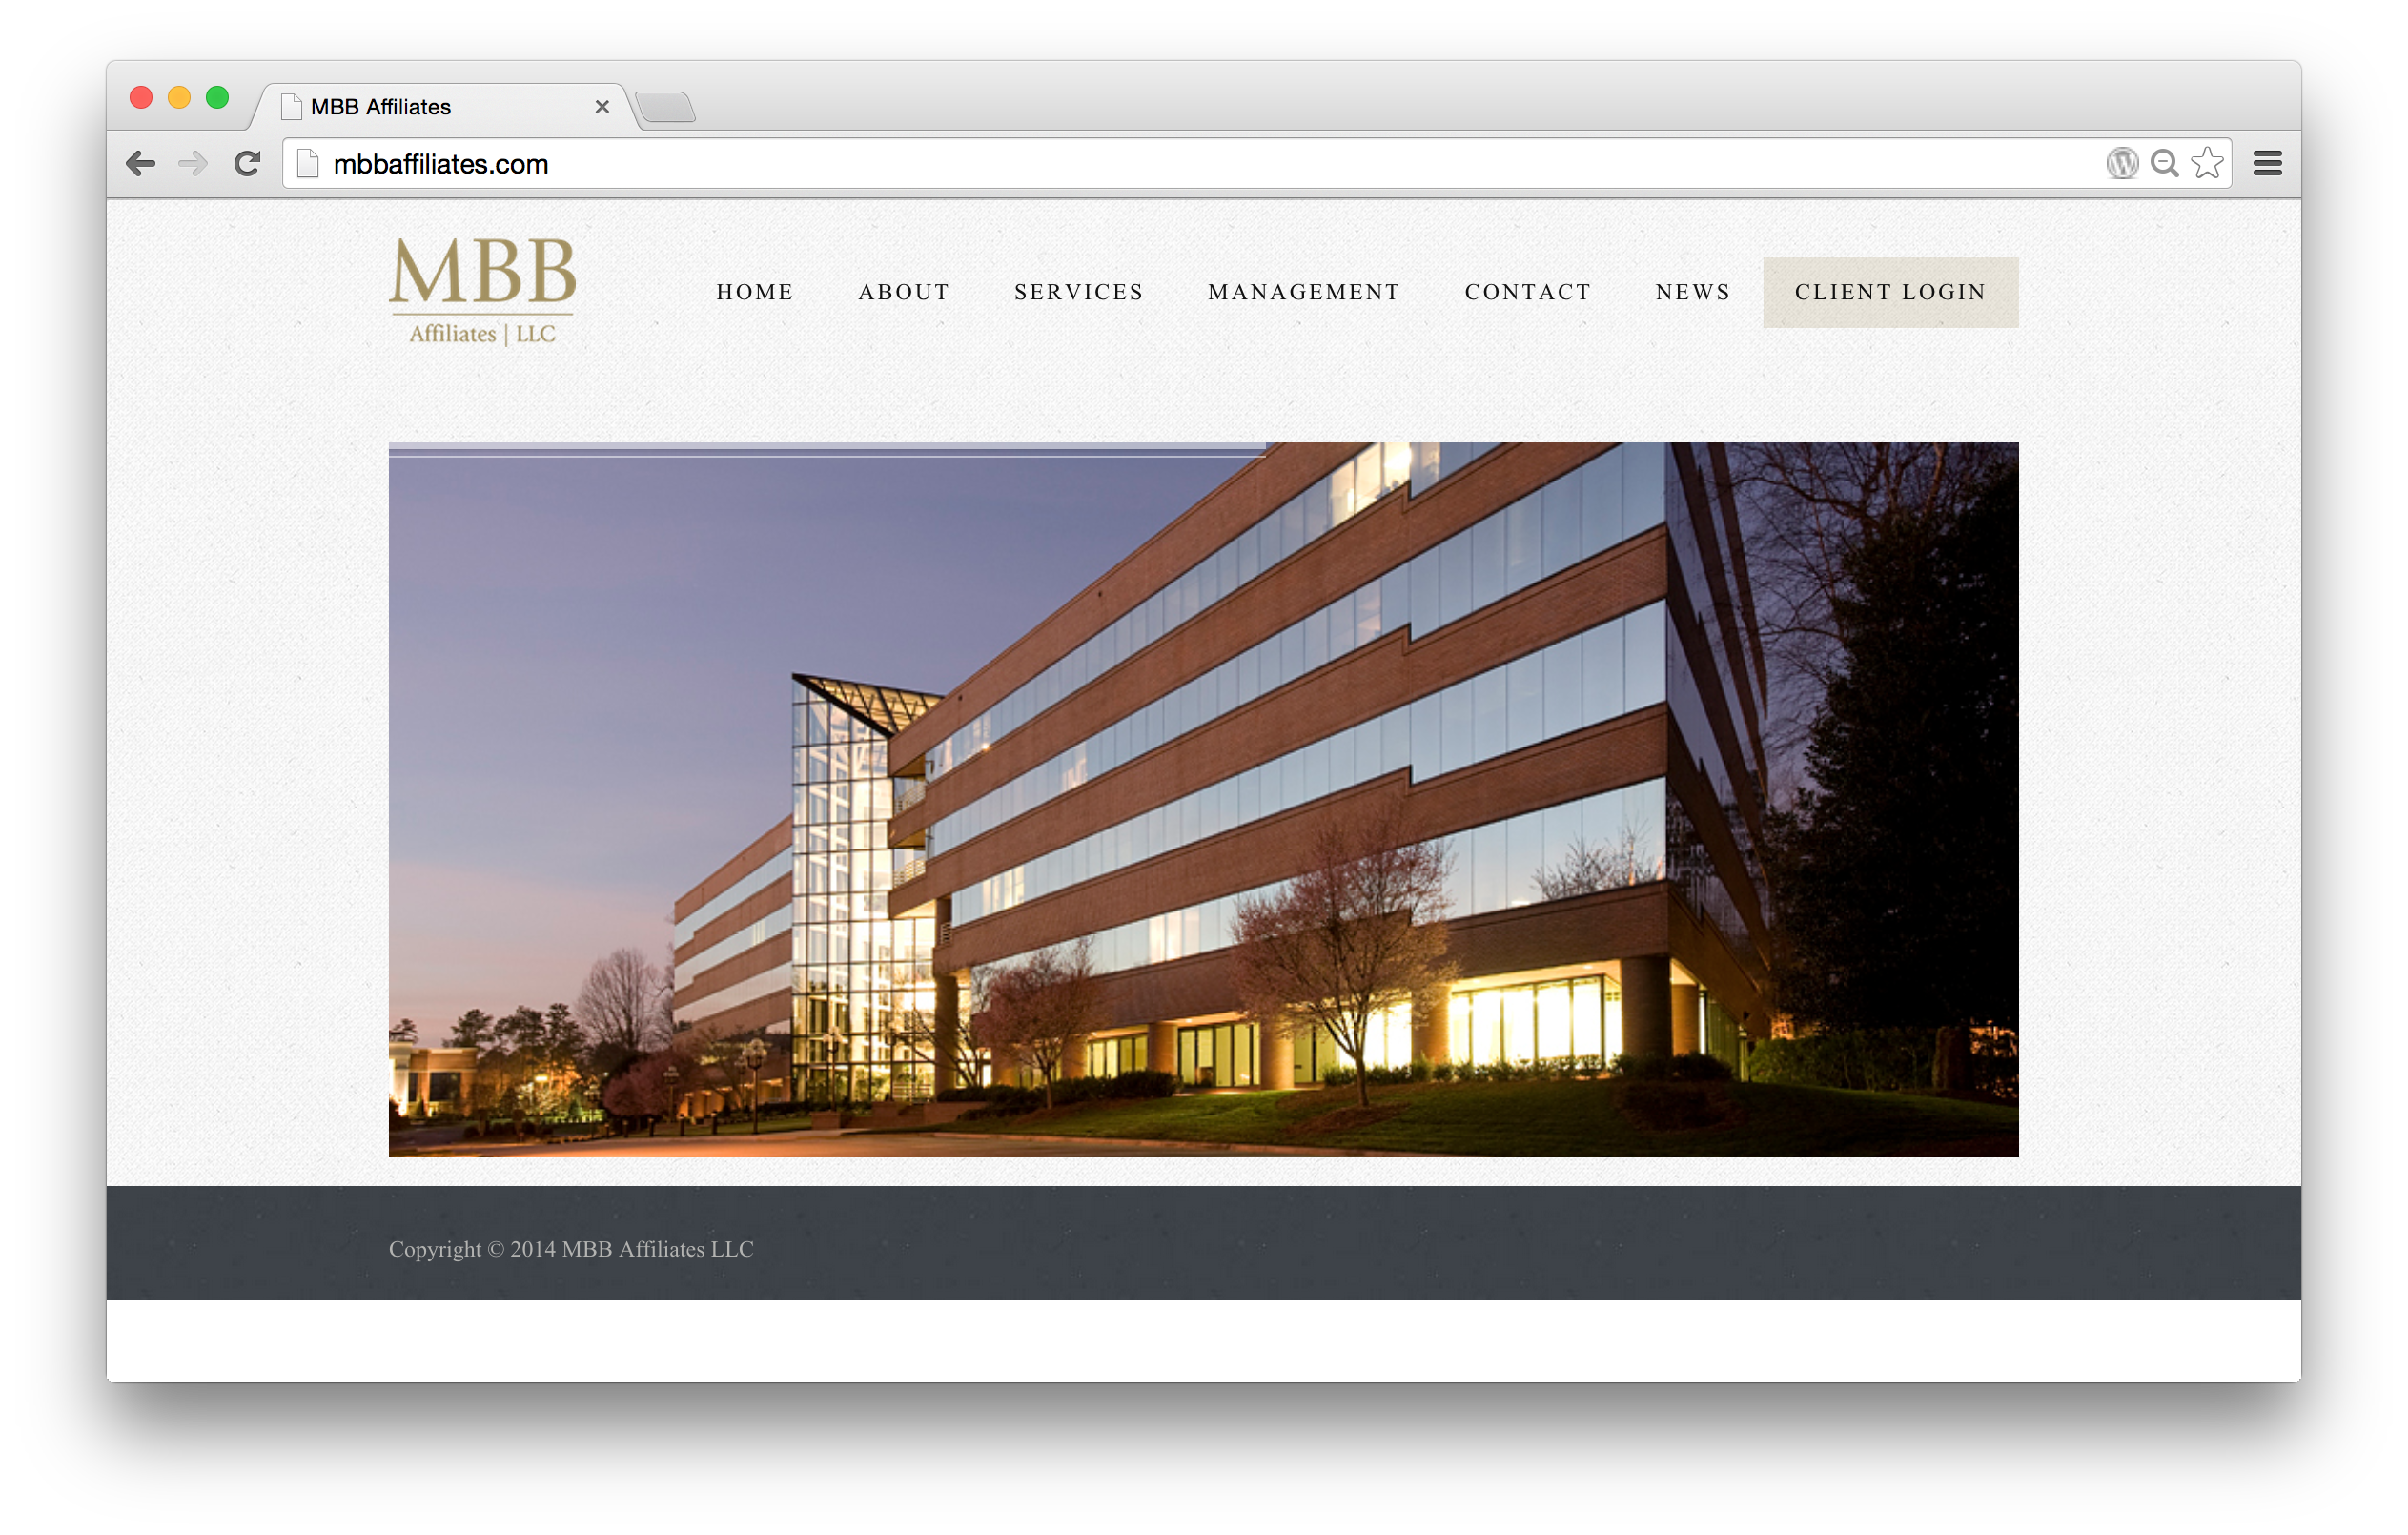 MBB Affiliates
mbbaffiliates.com
MBB
Affiliates | LLC
HOME ABOUT SERVICES MANAGEMENT CONTACT NEWS CLIENT LOGIN
Copyright © 2014 MBB Affiliates LLC